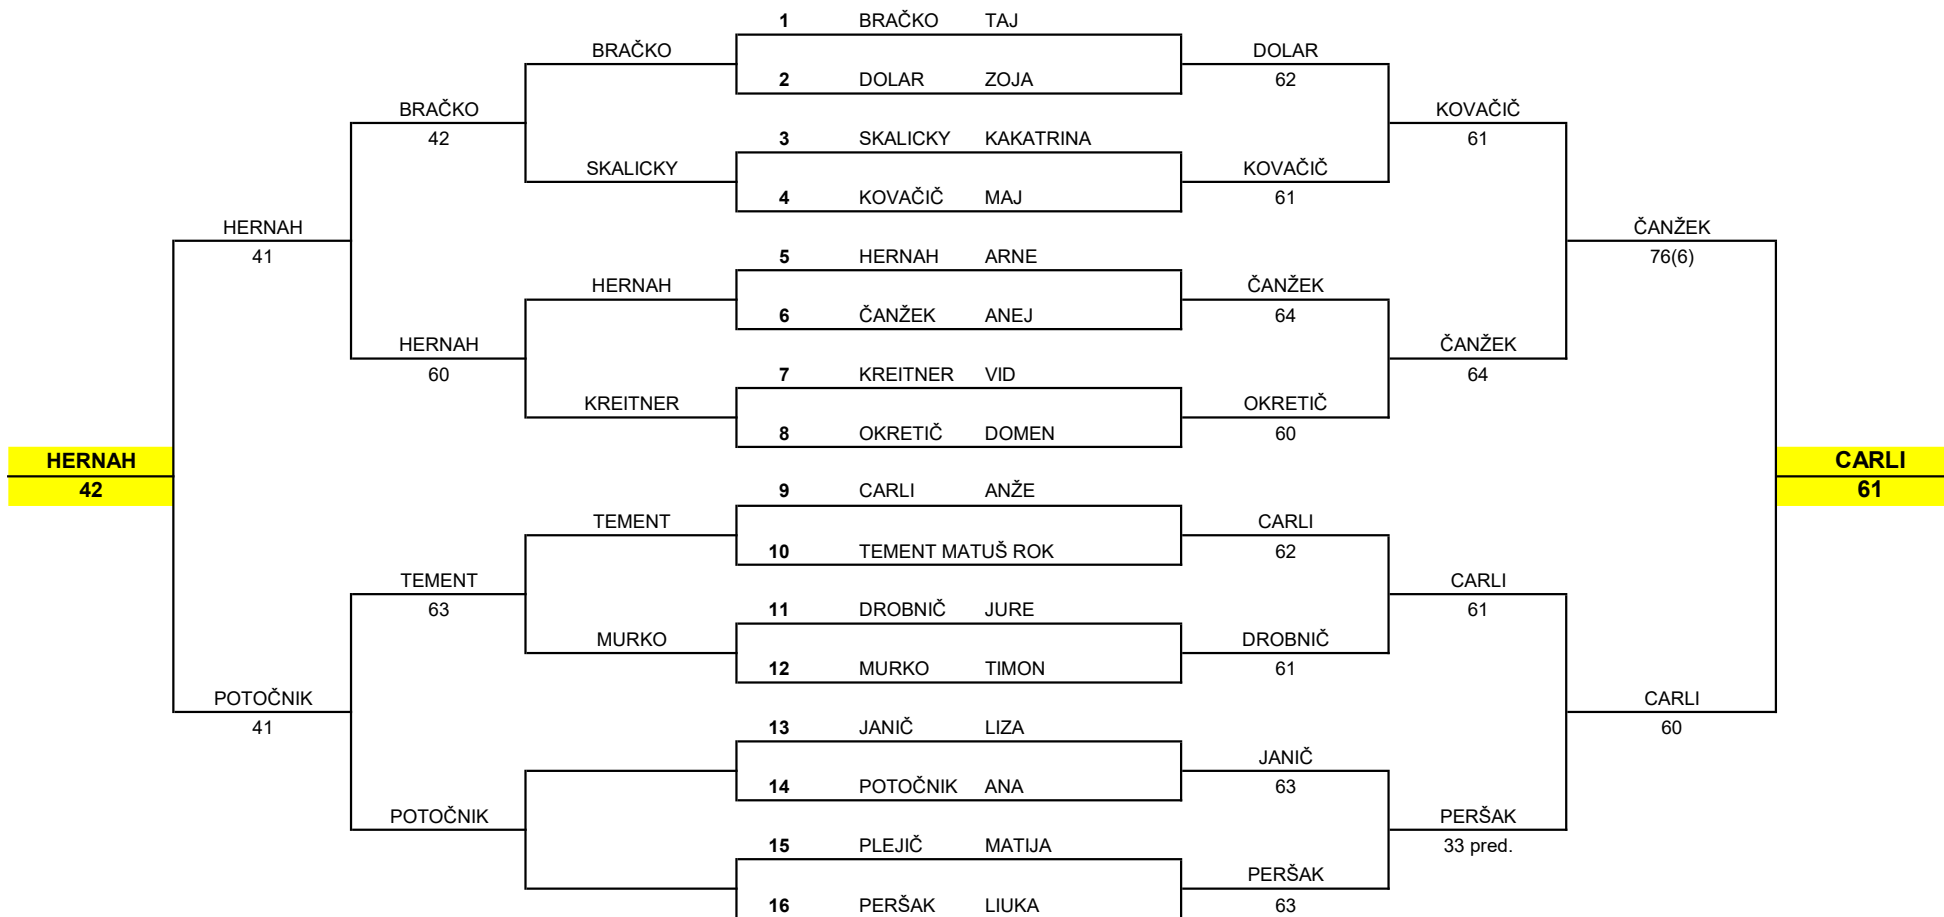 1 BRAČKO TAJ
BRAČKO DOLAR
2 DOLAR ZOJA 62
BRAČKO KOVAČIČ
42 3 SKALICKY KAKATRINA 61
SKALICKY KOVAČIČ
4 KOVAČIČ MAJ 61
HERNAH ČANŽEK
41 5 HERNAH ARNE 76(6)
HERNAH ČANŽEK
6 ČANŽEK ANEJ 64
HERNAH ČANŽEK
60 7 KREITNER VID 64
KREITNER OKRETIČ
8 OKRETIČ DOMEN 60
HERNAH CARLI
42 9 CARLI ANŽE 61
TEMENT CARLI
10 TEMENT MATUŠ ROK 62
TEMENT CARLI
63 11 DROBNIČ JURE 61
MURKO DROBNIČ
12 MURKO TIMON 61
POTOČNIK CARLI
41 13 JANIČ LIZA 60
JANIČ
14 POTOČNIK ANA 63
POTOČNIK PERŠAK
15 PLEJIČ MATIJA 33 pred.
PERŠAK
16 PERŠAK LIUKA 63